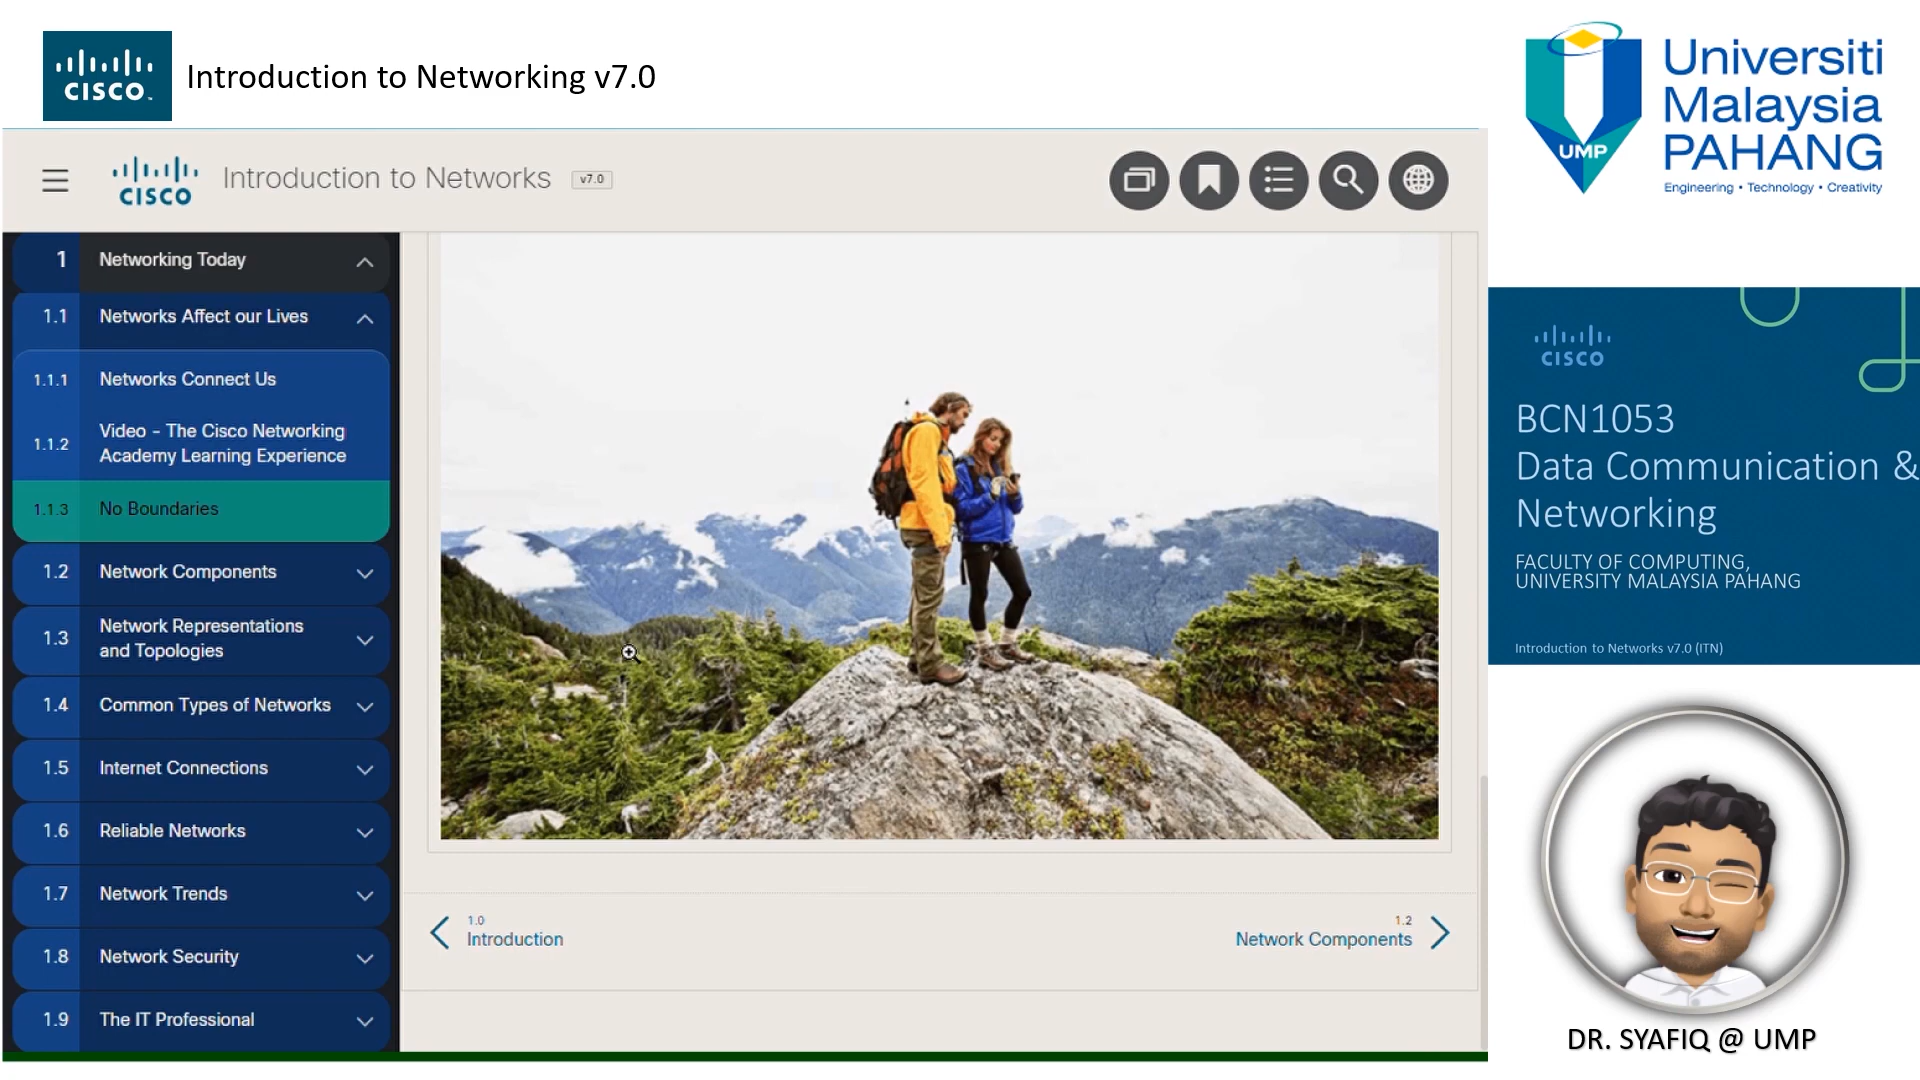 CISCO
Introduction to Networking v7.0
CISCO
Introduction to Networks
v7.0
1
Networking Today
1.1
Networks Affect our Lives
1.1.1
Networks Connect Us
1.1.2
Video - The Cisco Networking
Academy Learning Experience
1.1.3
No Boundaries
1.2
Network Components
1.3
Network Representations
and Topologies
1.4
Common Types of Networks
1.5
Internet Connections
1.6
Reliable Networks
1.7
Network Trends
1.8
Network Security
1.9
The IT Professional
1.0
Introduction
1.2
Network Components
UMP
Universiti
Malaysia
PAHANG
Engineering • Technology • Creativity
CISCO
BCN1053
Data Communication &
Networking
FACULTY OF COMPUTING,
UNIVERSITY MALAYSIA PAHANG
Introduction to Networks v7.0 (ITN)
DR. SYAFIQ @ UMP